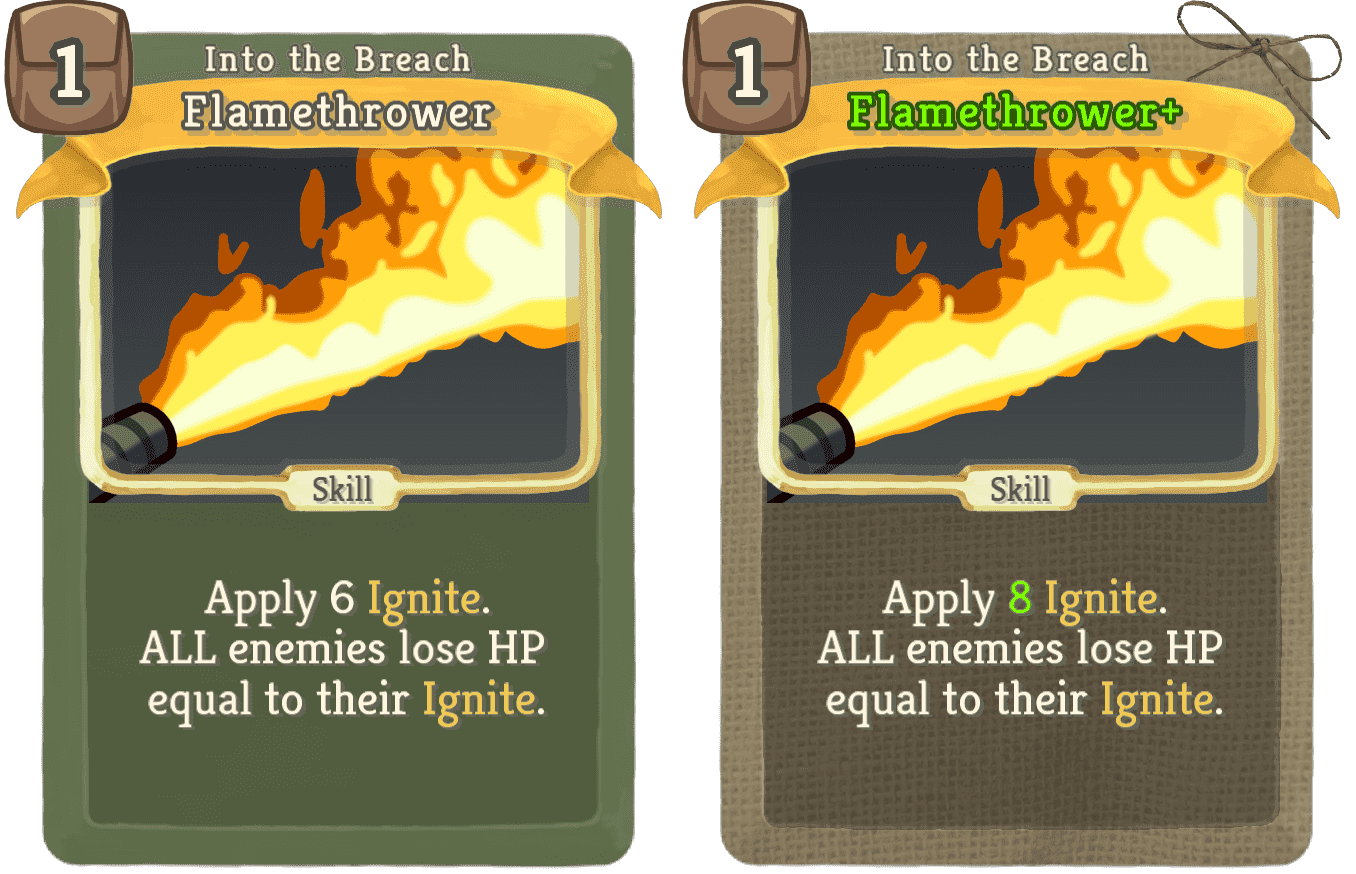 1
Into the Breach
Flamethrower
Skill
Apply 6 Ignite.
ALL enemies lose HP
equal to their Ignite.
1
Into the Breach
Flamethrower+
Skill
Apply 8 Ignite.
ALL enemies lose HP
equal to their Ignite.